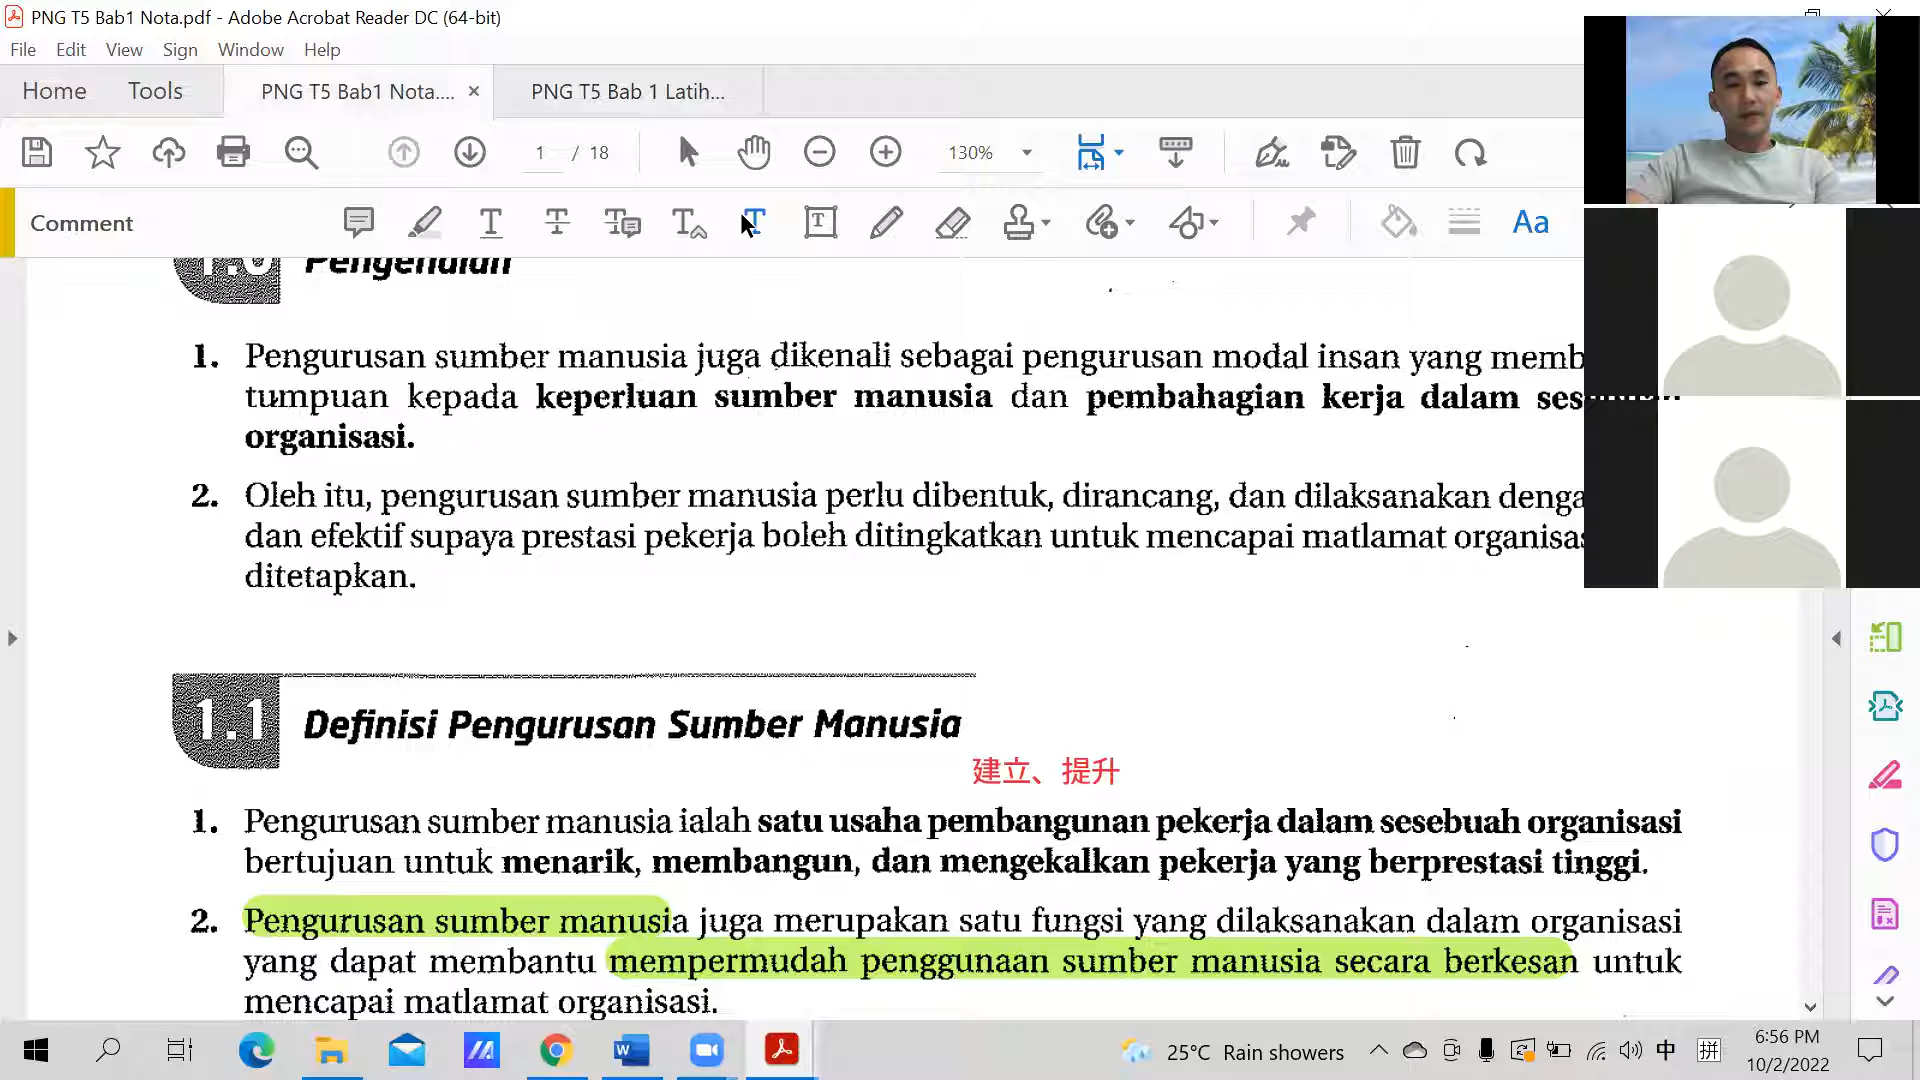 PNG T5 Bab1 Nota.pdf - Adobe Acrobat Reader DC (64-bit)
File Edit View Sign Window Help
Home Tools PNG T5 Bab1 Nota.... × PNG T5 Bab 1 Latih...
1 / 18 130%
Comment Aa
1.0 Pengenalan
1. Pengurusan sumber manusia juga dikenali sebagai pengurusan modal insan yang memb
tumpuan kepada keperluan sumber manusia dan pembahagian kerja dalam ses
organisasi.
2. Oleh itu, pengurusan sumber manusia perlu dibentuk, dirancang, dan dilaksanakan denga
dan efektif supaya prestasi pekerja boleh ditingkatkan untuk mencapai matlamat organisas
ditetapkan.
1.1 Definisi Pengurusan Sumber Manusia
建立、提升
1. Pengurusan sumber manusia ialah satu usaha pembangunan pekerja dalam sesebuah organisasi
bertujuan untuk menarik, membangun, dan mengekalkan pekerja yang berprestasi tinggi.
2. Pengurusan sumber manusia juga merupakan satu fungsi yang dilaksanakan dalam organisasi
yang dapat membantu mempermudah penggunaan sumber manusia secara berkesan untuk
mencapai matlamat organisasi.
25°C Rain showers 中 拼 6:56 PM
10/2/2022